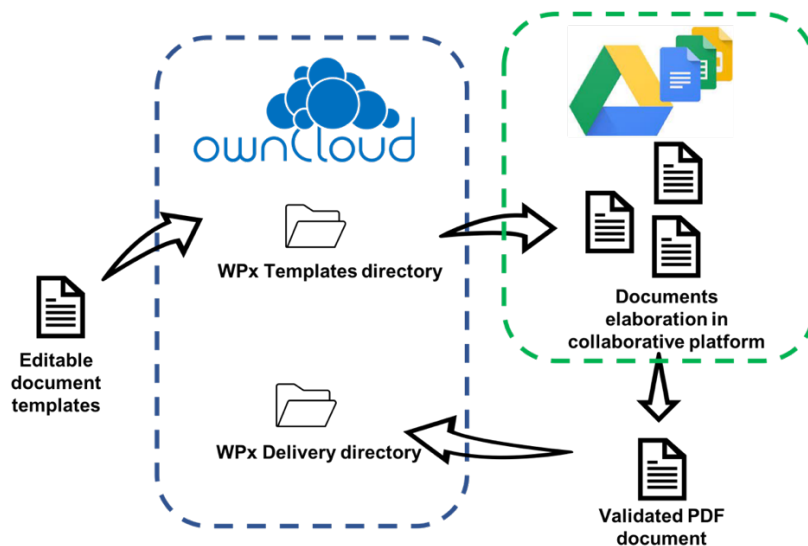 ownCloud
WPx Templates directory
Editable
document
templates
Documents
elaboration in
collaborative platform
WPx Delivery directory
Validated PDF
document